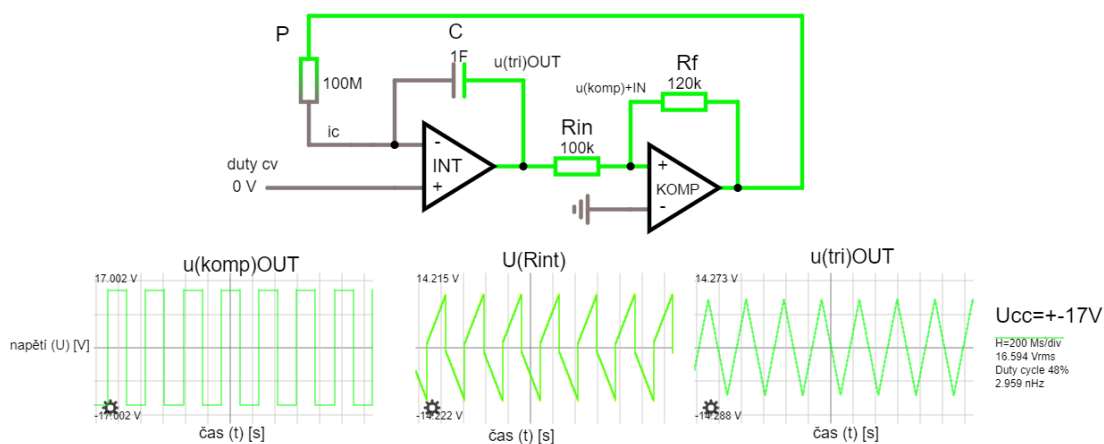 P
C
1F
u(tri)OUT
Rf
120k
100M
u(komp)+IN
ic
Rin
100k
-
INT
+
+
KOMP
-
duty cv
0 V
u(komp)OUT
U(Rint)
u(tri)OUT
17.002 V
14.215 V
14.273 V
Ucc=+-17V
napětí (U) [V]
H=200 Ms/div
16.594 Vrms
Duty cycle 48%
2.959 nHz
-17.002 V
-14.222 V
-14.288 V
čas (t) [s]
čas (t) [s]
čas (t) [s]